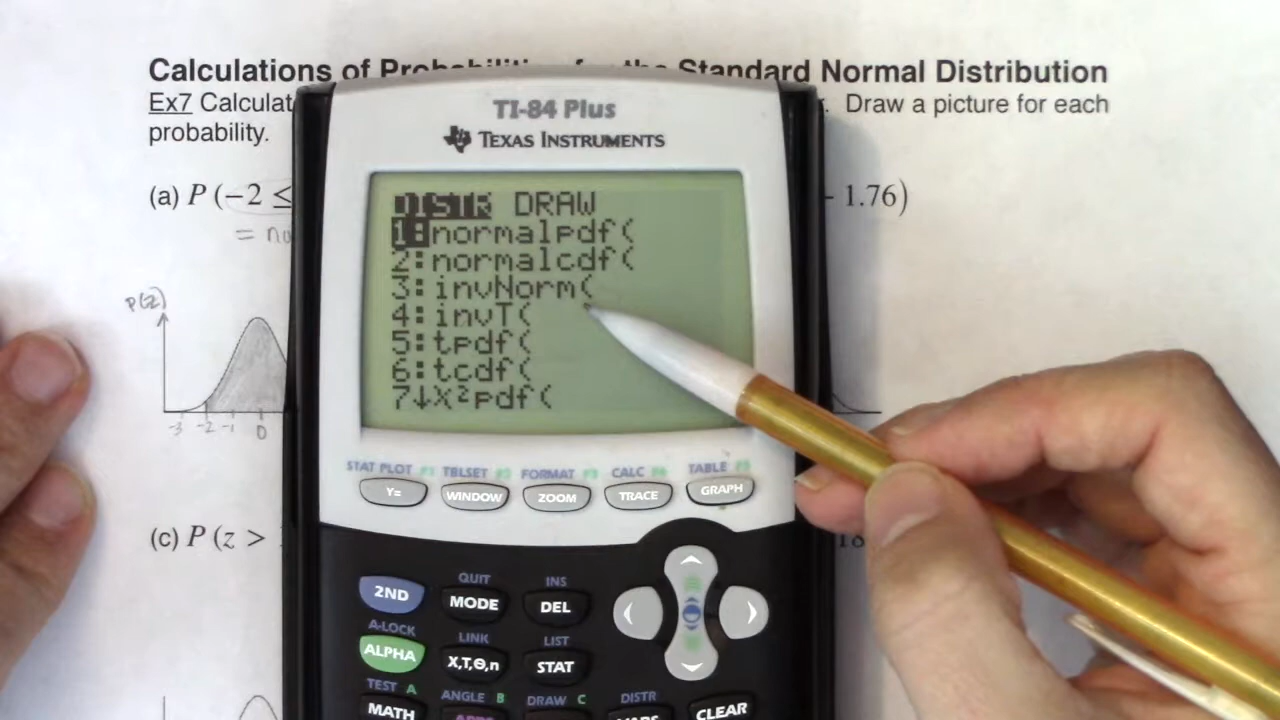 Calculations of the Standard Normal Distribution
Ex7 Draw a picture for each
probability.
(a) P (−2 ≤ − 1.76)
=
p(z)
-3 -2 -1 0
(c) P (z > 18
TI-84 Plus
TEXAS INSTRUMENTS
DISTR DRAW
1:normalpdf(
2:normalcdf(
3:invNorm(
4:invT(
5:tpdf(
6:tcdf(
7↓X²pdf(
STAT PLOT F1 TBLSET F2 FORMAT F3 CALC F4 TABLE F5
Y= WINDOW ZOOM TRACE GRAPH
QUIT INS
2ND MODE DEL
A-LOCK LINK LIST
ALPHA X,T,Θ,n STAT
TEST A ANGLE B DRAW C DISTR
MATH CLEAR